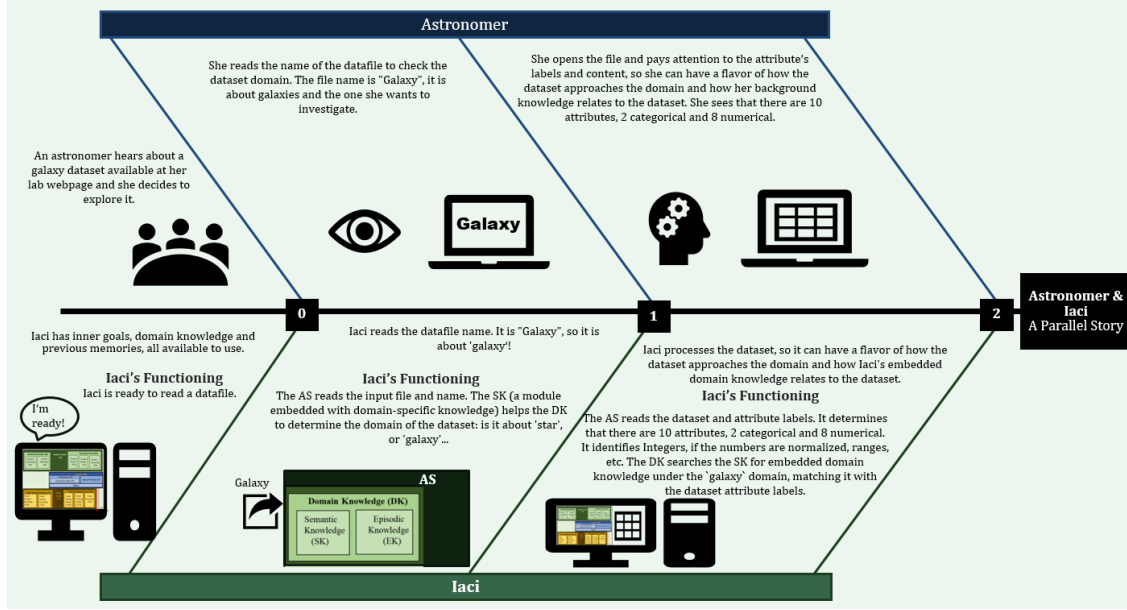 Astronomer
She reads the name of the datafile to check the
dataset domain. The file name is "Galaxy", it is
about galaxies and the one she wants to
investigate.
She opens the file and pays attention to the attribute's
labels and content, so she can have a flavor of how the
dataset approaches the domain and how her background
knowledge relates to the dataset. She sees that there are 10
attributes, 2 categorical and 8 numerical.
An astronomer hears about a
galaxy dataset available at her
lab webpage and she decides to
explore it.
Galaxy
0
1
2
Astronomer &
Iaci
A Parallel Story
Iaci has inner goals, domain knowledge and
previous memories, all available to use.
Iaci's Functioning
Iaci is ready to read a datafile.
I'm
ready!
Iaci reads the datafile name. It is "Galaxy", so it is
about 'galaxy'!
Iaci's Functioning
The AS reads the input file and name. The SK (a module
embedded with domain-specific knowledge) helps the DK
to determine the domain of the dataset: is it about 'star',
or 'galaxy'...
Galaxy
AS
Domain Knowledge (DK)
Semantic
Knowledge
(SK)
Episodic
Knowledge
(EK)
Iaci processes the dataset, so it can have a flavor of how the
dataset approaches the domain and how Iaci's embedded
domain knowledge relates to the dataset.
Iaci's Functioning
The AS reads the dataset and attribute labels. It determines
that there are 10 attributes, 2 categorical and 8 numerical.
It identifies Integers, if the numbers are normalized, ranges,
etc. The DK searches the SK for embedded domain
knowledge under the `galaxy` domain, matching it with
the dataset attribute labels.
Iaci